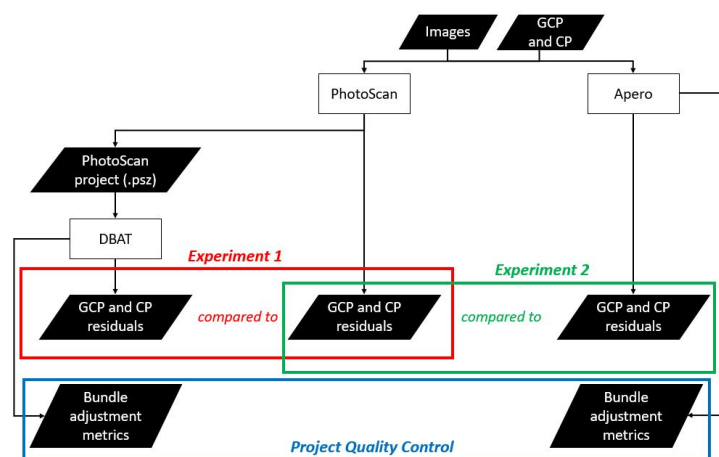 Images
GCP
and CP
PhotoScan
Apero
PhotoScan
project (.psz)
DBAT
Experiment 1
Experiment 2
GCP and CP
residuals
compared to
GCP and CP
residuals
compared to
GCP and CP
residuals
Bundle
adjustment
metrics
Bundle
adjustment
metrics
Project Quality Control